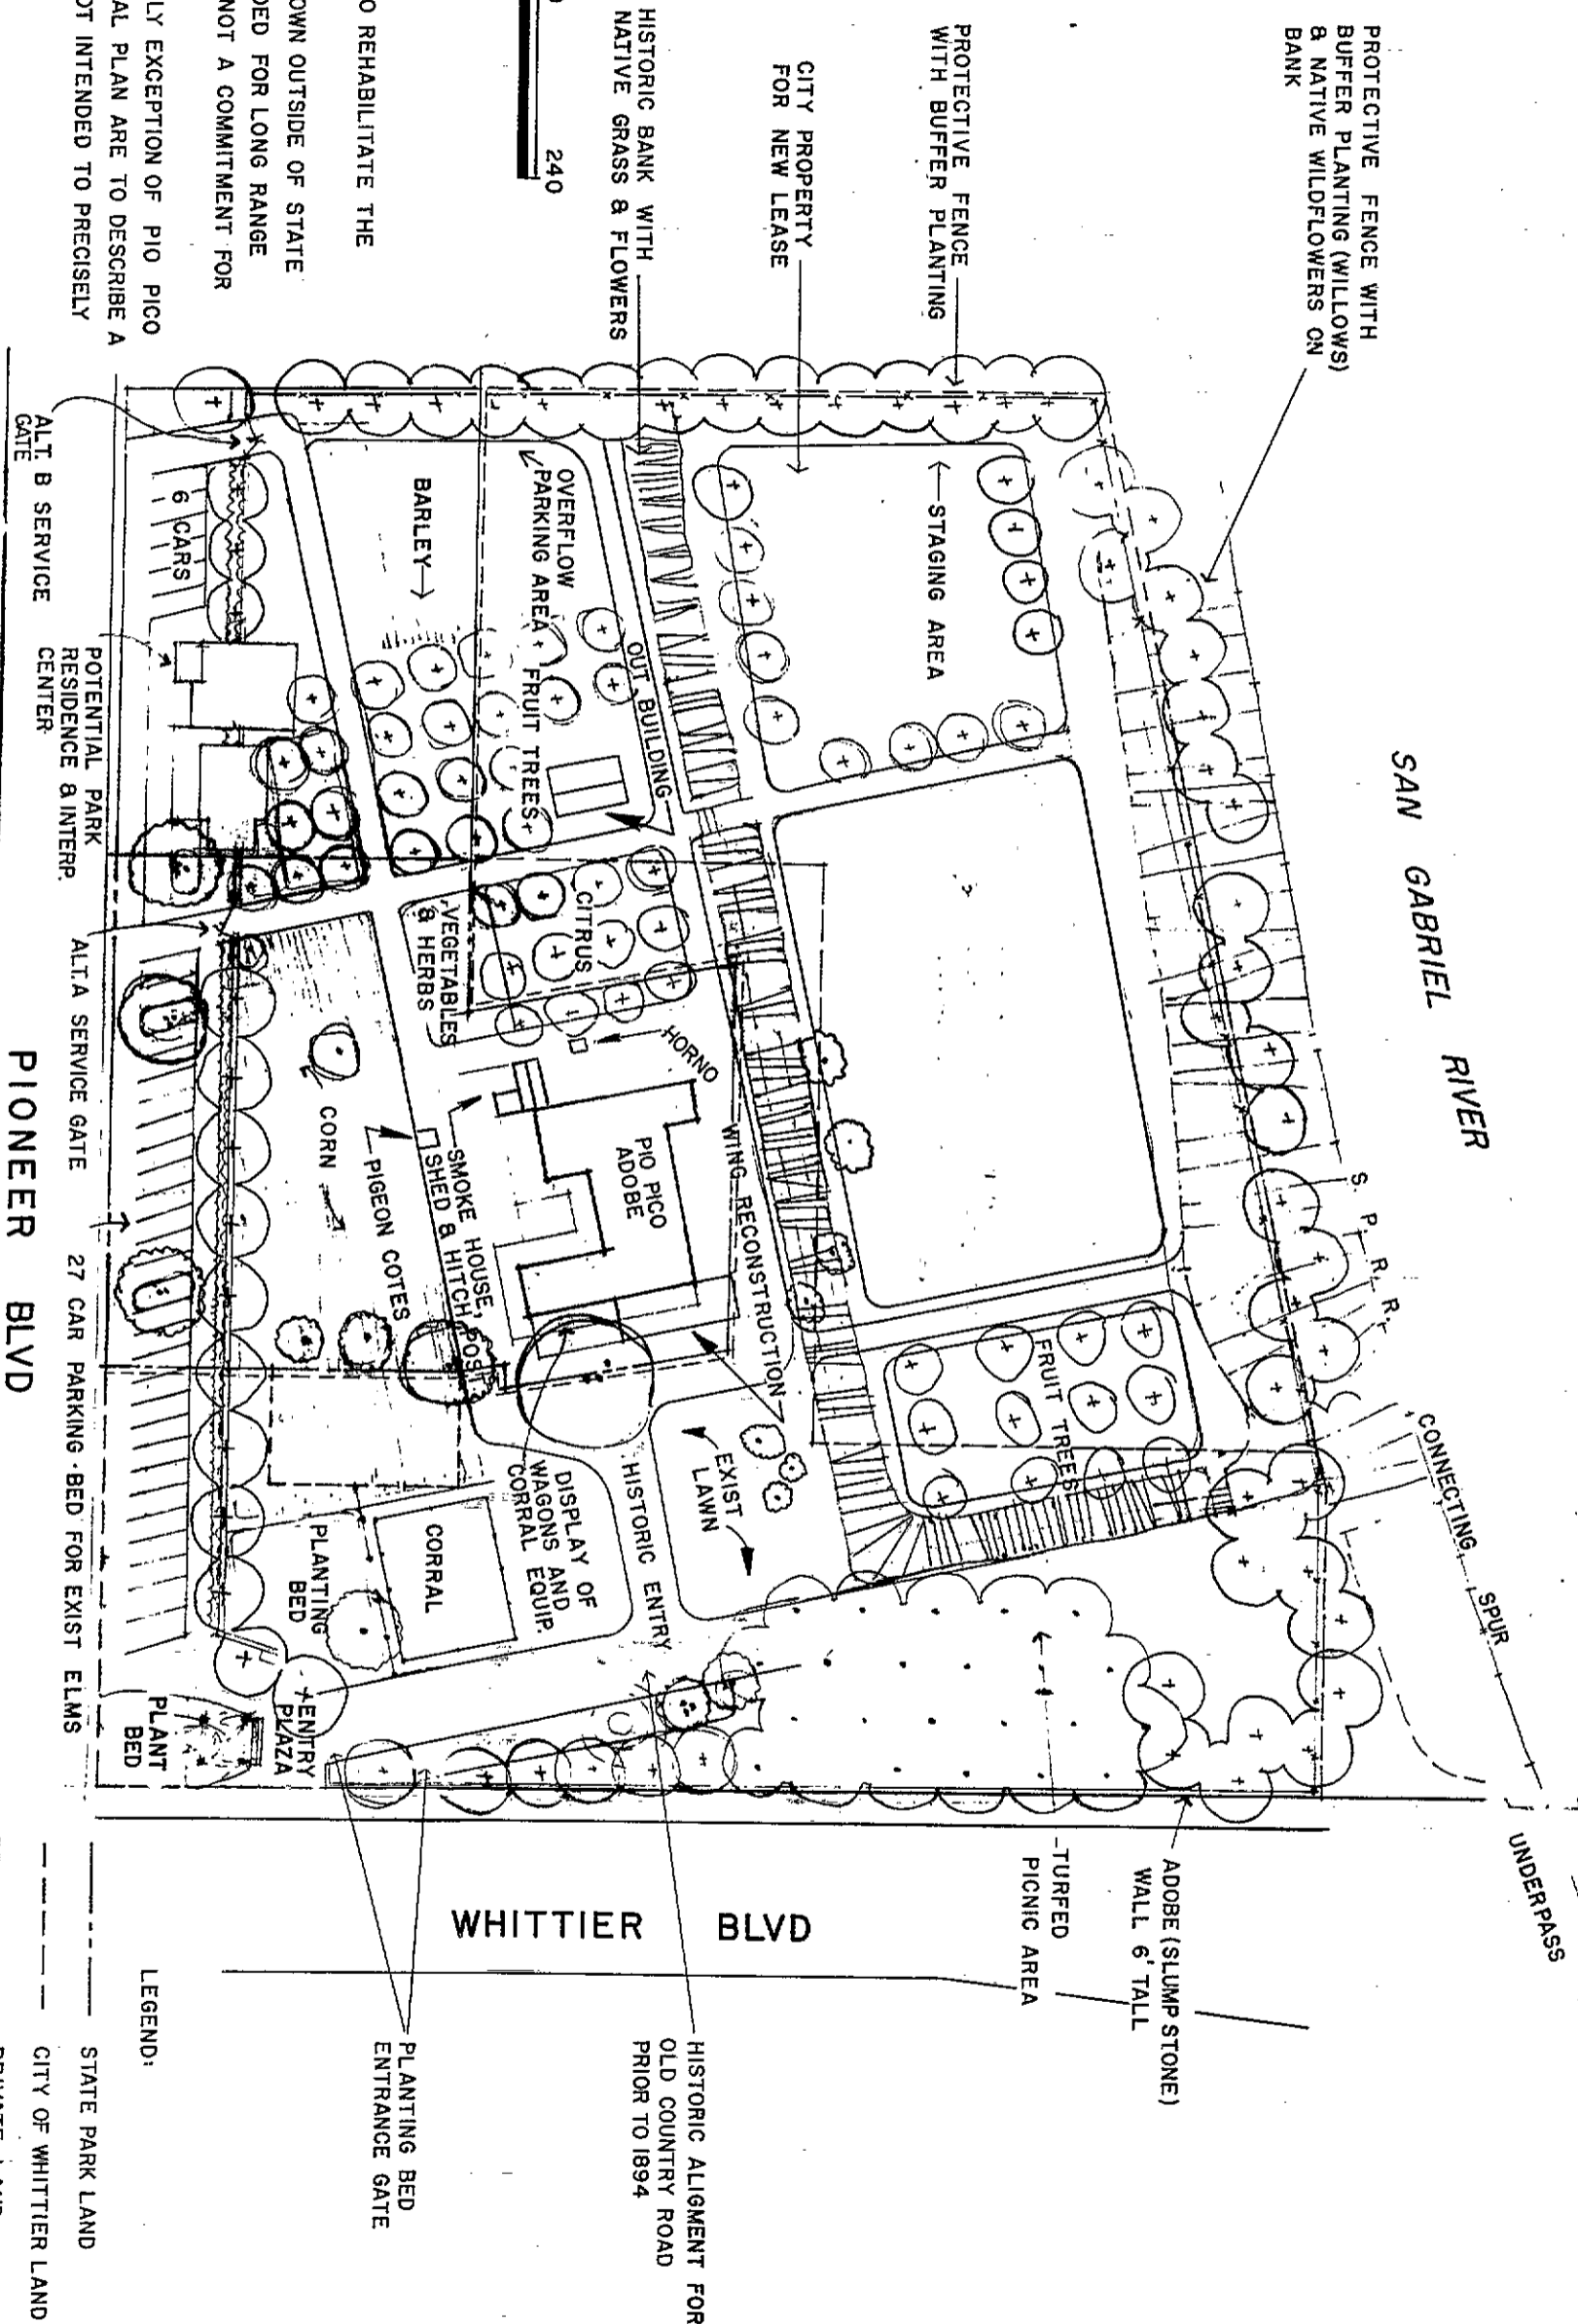 PROTECTIVE FENCE WITH
BUFFER PLANTING (WILLOWS)
& NATIVE WILDFLOWERS ON
BANK
SAN GABRIEL RIVER
S. P. R. R.
CONNECTING SPUR
UNDERPASS
PROTECTIVE FENCE
WITH BUFFER PLANTING
CITY PROPERTY
FOR NEW LEASE
HISTORIC BANK WITH
NATIVE GRASS & FLOWERS
240
O REHABILITATE THE
OWN OUTSIDE OF STATE
DED FOR LONG RANGE
NOT A COMMITMENT FOR
LY EXCEPTION OF PIO PICO
AL PLAN ARE TO DESCRIBE A
OT INTENDED TO PRECISELY
STAGING AREA
OVERFLOW
PARKING AREA
BARLEY
FRUIT TREES
OUT BUILDING
6 CARS
CITRUS
VEGETABLES
& HERBS
HORNO
WING RECONSTRUCTION
PIO PICO
ADOBE
SMOKE HOUSE,
SHED & HITCH POST
PIGEON COTES
CORN
FRUIT TREES
EXIST
LAWN
HISTORIC ENTRY
DISPLAY OF
WAGONS AND
CORRAL EQUIP.
CORRAL
PLANTING
BED
ENTRY
PLAZA
PLANT
BED
ALT. B SERVICE
GATE
POTENTIAL PARK
RESIDENCE & INTERP.
CENTER
ALT.A SERVICE GATE
27 CAR PARKING - BED FOR EXIST ELMS
PIONEER BLVD
WHITTIER BLVD
ADOBE (SLUMP STONE)
WALL 6' TALL
TURFED
PICNIC AREA
HISTORIC ALIGMENT FOR
OLD COUNTRY ROAD
PRIOR TO 1894
PLANTING BED
ENTRANCE GATE
LEGEND:
STATE PARK LAND
CITY OF WHITTIER LAND